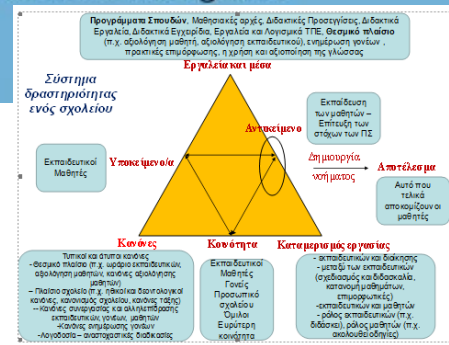 Προγράμματα Σπουδών, Μαθησιακές αρχές, Διδακτικές Προσεγγίσεις, Διδακτικά
Εργαλεία, Διδακτικά Εγχειρίδια, Εργαλεία και Λογισμικά ΤΠΕ, Θεσμικό πλαίσιο
(π.χ. αξιολόγηση μαθητή, αξιολόγηση εκπαιδευτικού), ενημέρωση γονέων ,
πρακτικές επιμόρφωσης, η χρήση και αξιοποίηση της γλώσσας
Εργαλεία και μέσα
Σύστημα
δραστηριότητας
ενός σχολείου
Αντικείμενο
Εκπαίδευση
των μαθητών –
Επίτευξη των
στόχων των ΠΣ
Εκπαιδευτικοί
Μαθητές
Υποκείμενο/α
Δημιουργία
νοήματος
Αποτέλεσμα
Αυτό που
τελικά
αποκομίζουν οι
μαθητές
Κανόνες
Κοινότητα
Καταμερισμός εργασίας
Τυπικοί και άτυποι κανόνες
-Θεσμικό πλαίσιο (π.χ. ωράριο εκπαιδευτικών,
αξιολόγηση μαθητών, κανόνες αξιολόγησης
μαθητών)
– Πλαίσιο σχολείο (π.χ. ηθικοί και δεοντολογικοί
κανόνες, κανονισμός σχολείου, κανόνες τάξης)
–-Κανόνες συνεργασίας και αλληλεπίδρασης
εκπαιδευτικών, γονέων, μαθητών
-Κανόνες ενημέρωσης γονέων
-Λογοδοσία – αναστοχαστικές διαδικασίες
Εκπαιδευτικοί
Μαθητές
Γονείς
Προσωπικό
σχολείου
Όμιλοι
Ευρύτερη
κοινότητα
- εκπαιδευτικών και διοίκησης
- μεταξύ των εκπαιδευτικών
(σχεδιασμός και διδασκαλία,
κατανομή μαθημάτων,
επιμορφωτικές)
-εκπαιδευτικών και μαθητών
- ρόλος εκπαιδευτικών (π.χ.
διδάσκει), ρόλος μαθητών (π.χ.
ακολουθεί οδηγίες)